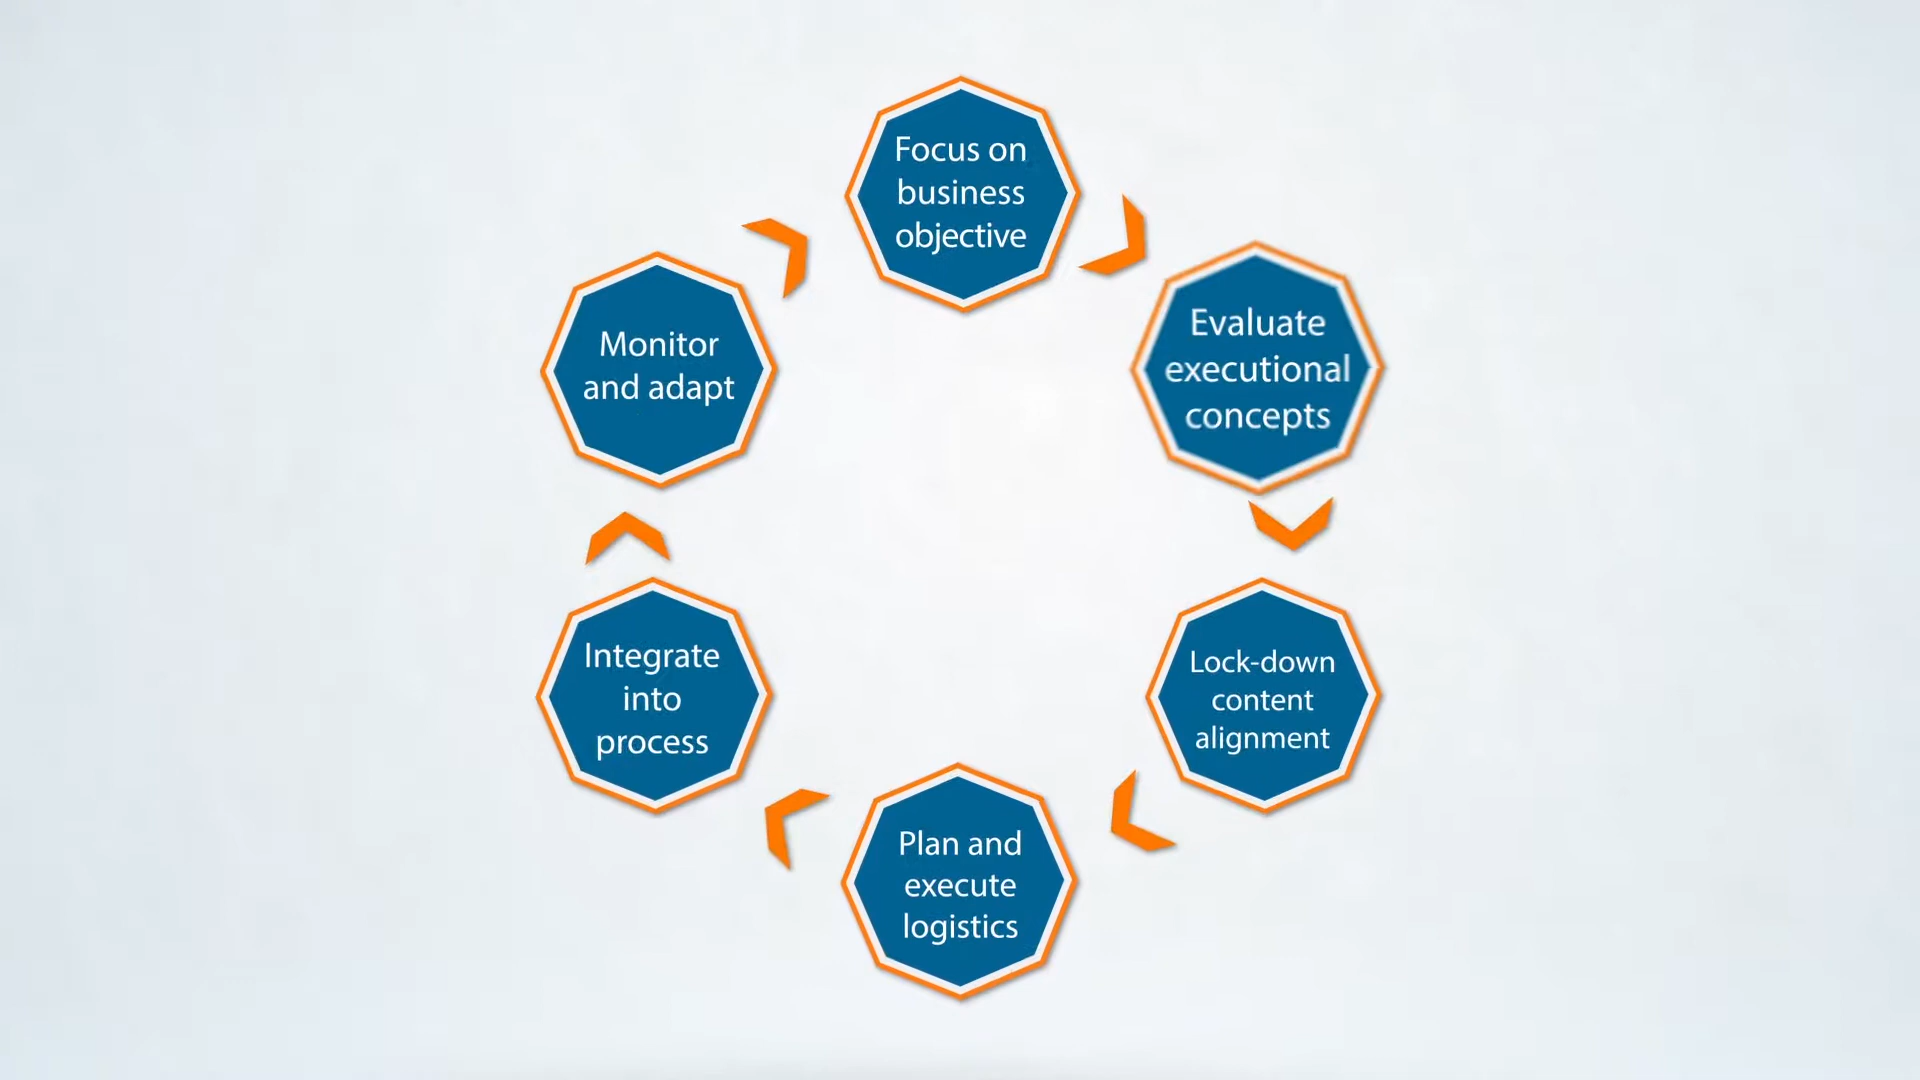 Focus on
business
objective
Evaluate
executional
concepts
Lock-down
content
alignment
Plan and
execute
logistics
Integrate
into
process
Monitor
and adapt